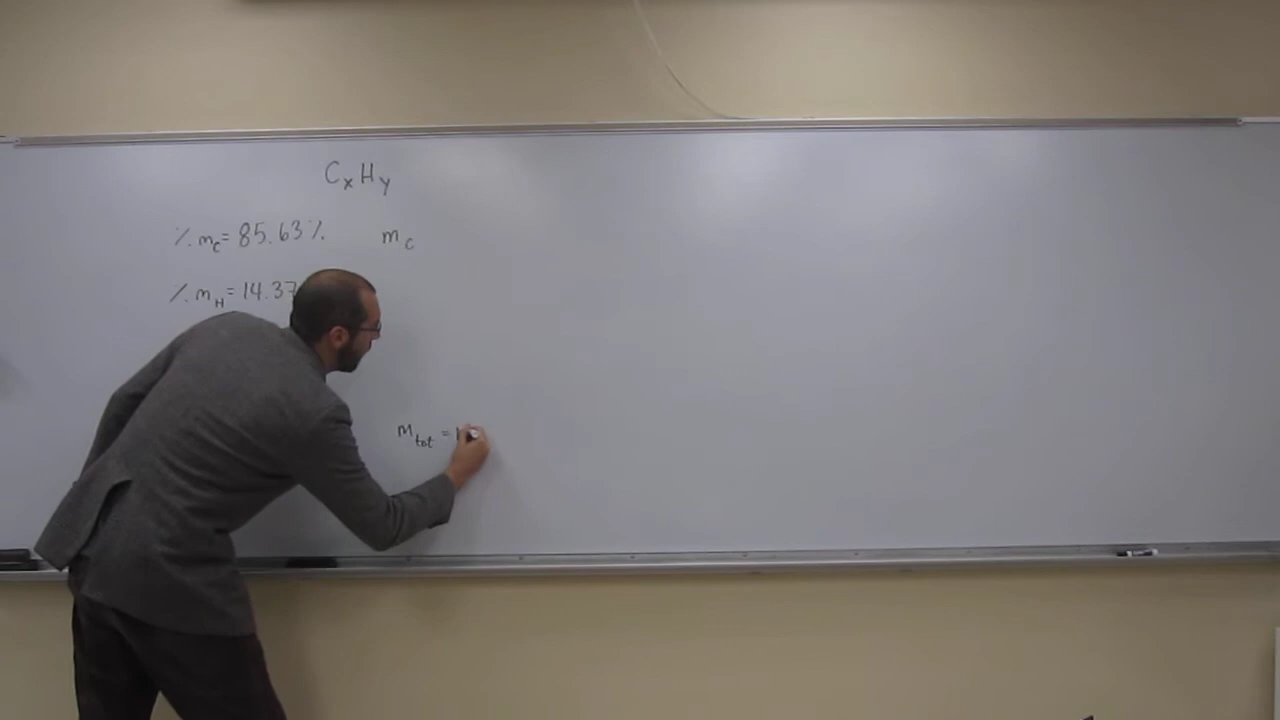 CxHy
% mC = 85.63% mC
% mH = 14.37
mtot =